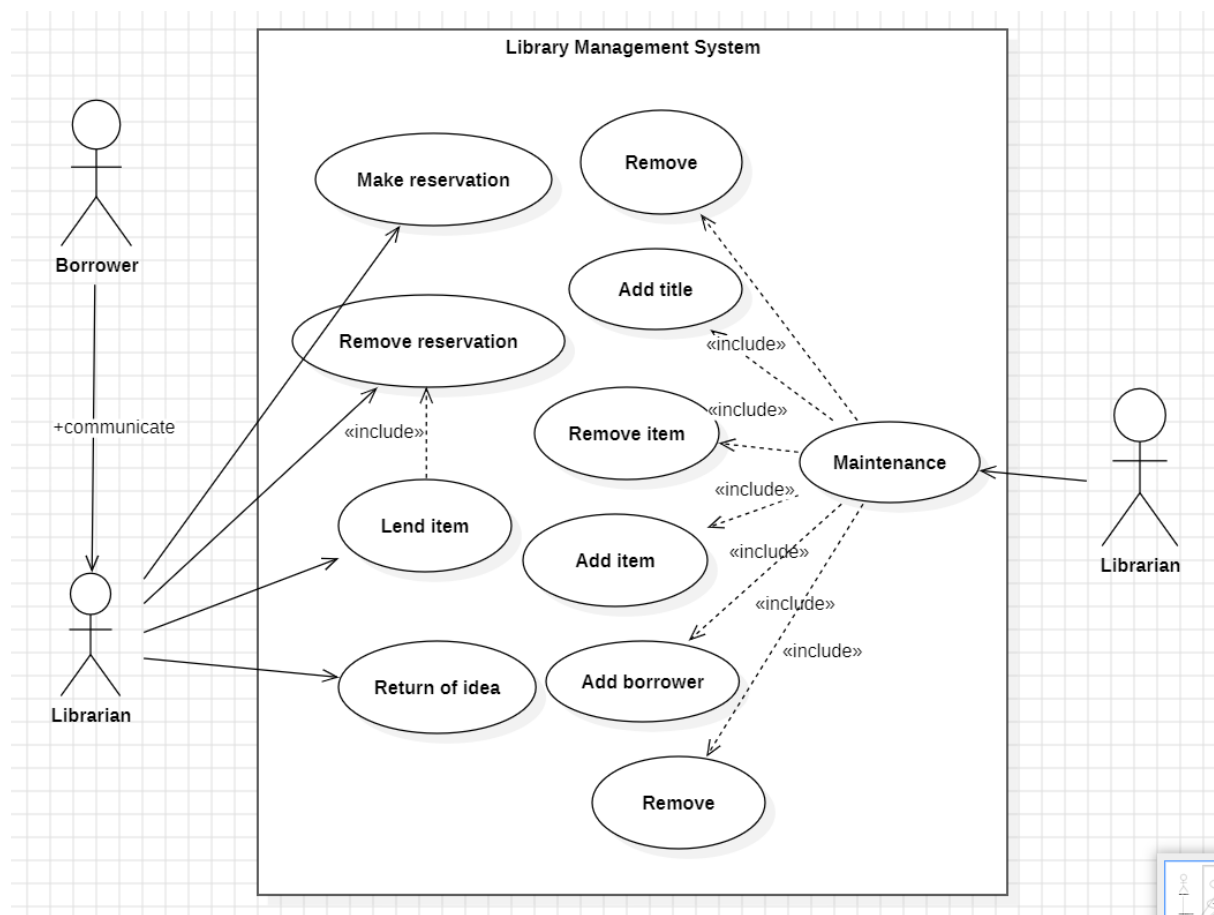 Library Management System
Borrower
+communicate
Librarian
Make reservation
Remove reservation
«include»
Lend item
Return of idea
Remove
Add title
«include»
Remove item
«include»
«include»
Add item
«include»
Add borrower
«include»
«include»
Remove
Maintenance
Librarian